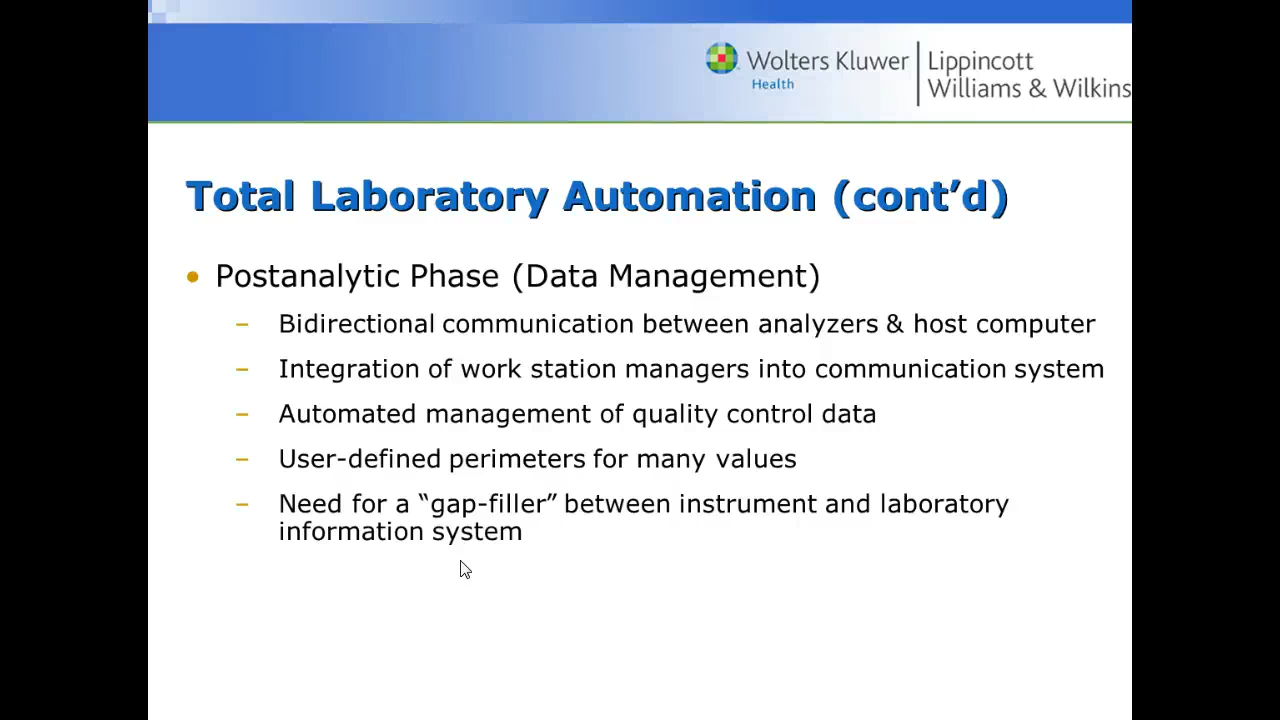 Wolters Kluwer
Health
Lippincott
Williams & Wilkins
Total Laboratory Automation (cont’d)
• Postanalytic Phase (Data Management)
– Bidirectional communication between analyzers & host computer
– Integration of work station managers into communication system
– Automated management of quality control data
– User-defined perimeters for many values
– Need for a “gap-filler” between instrument and laboratory
information system